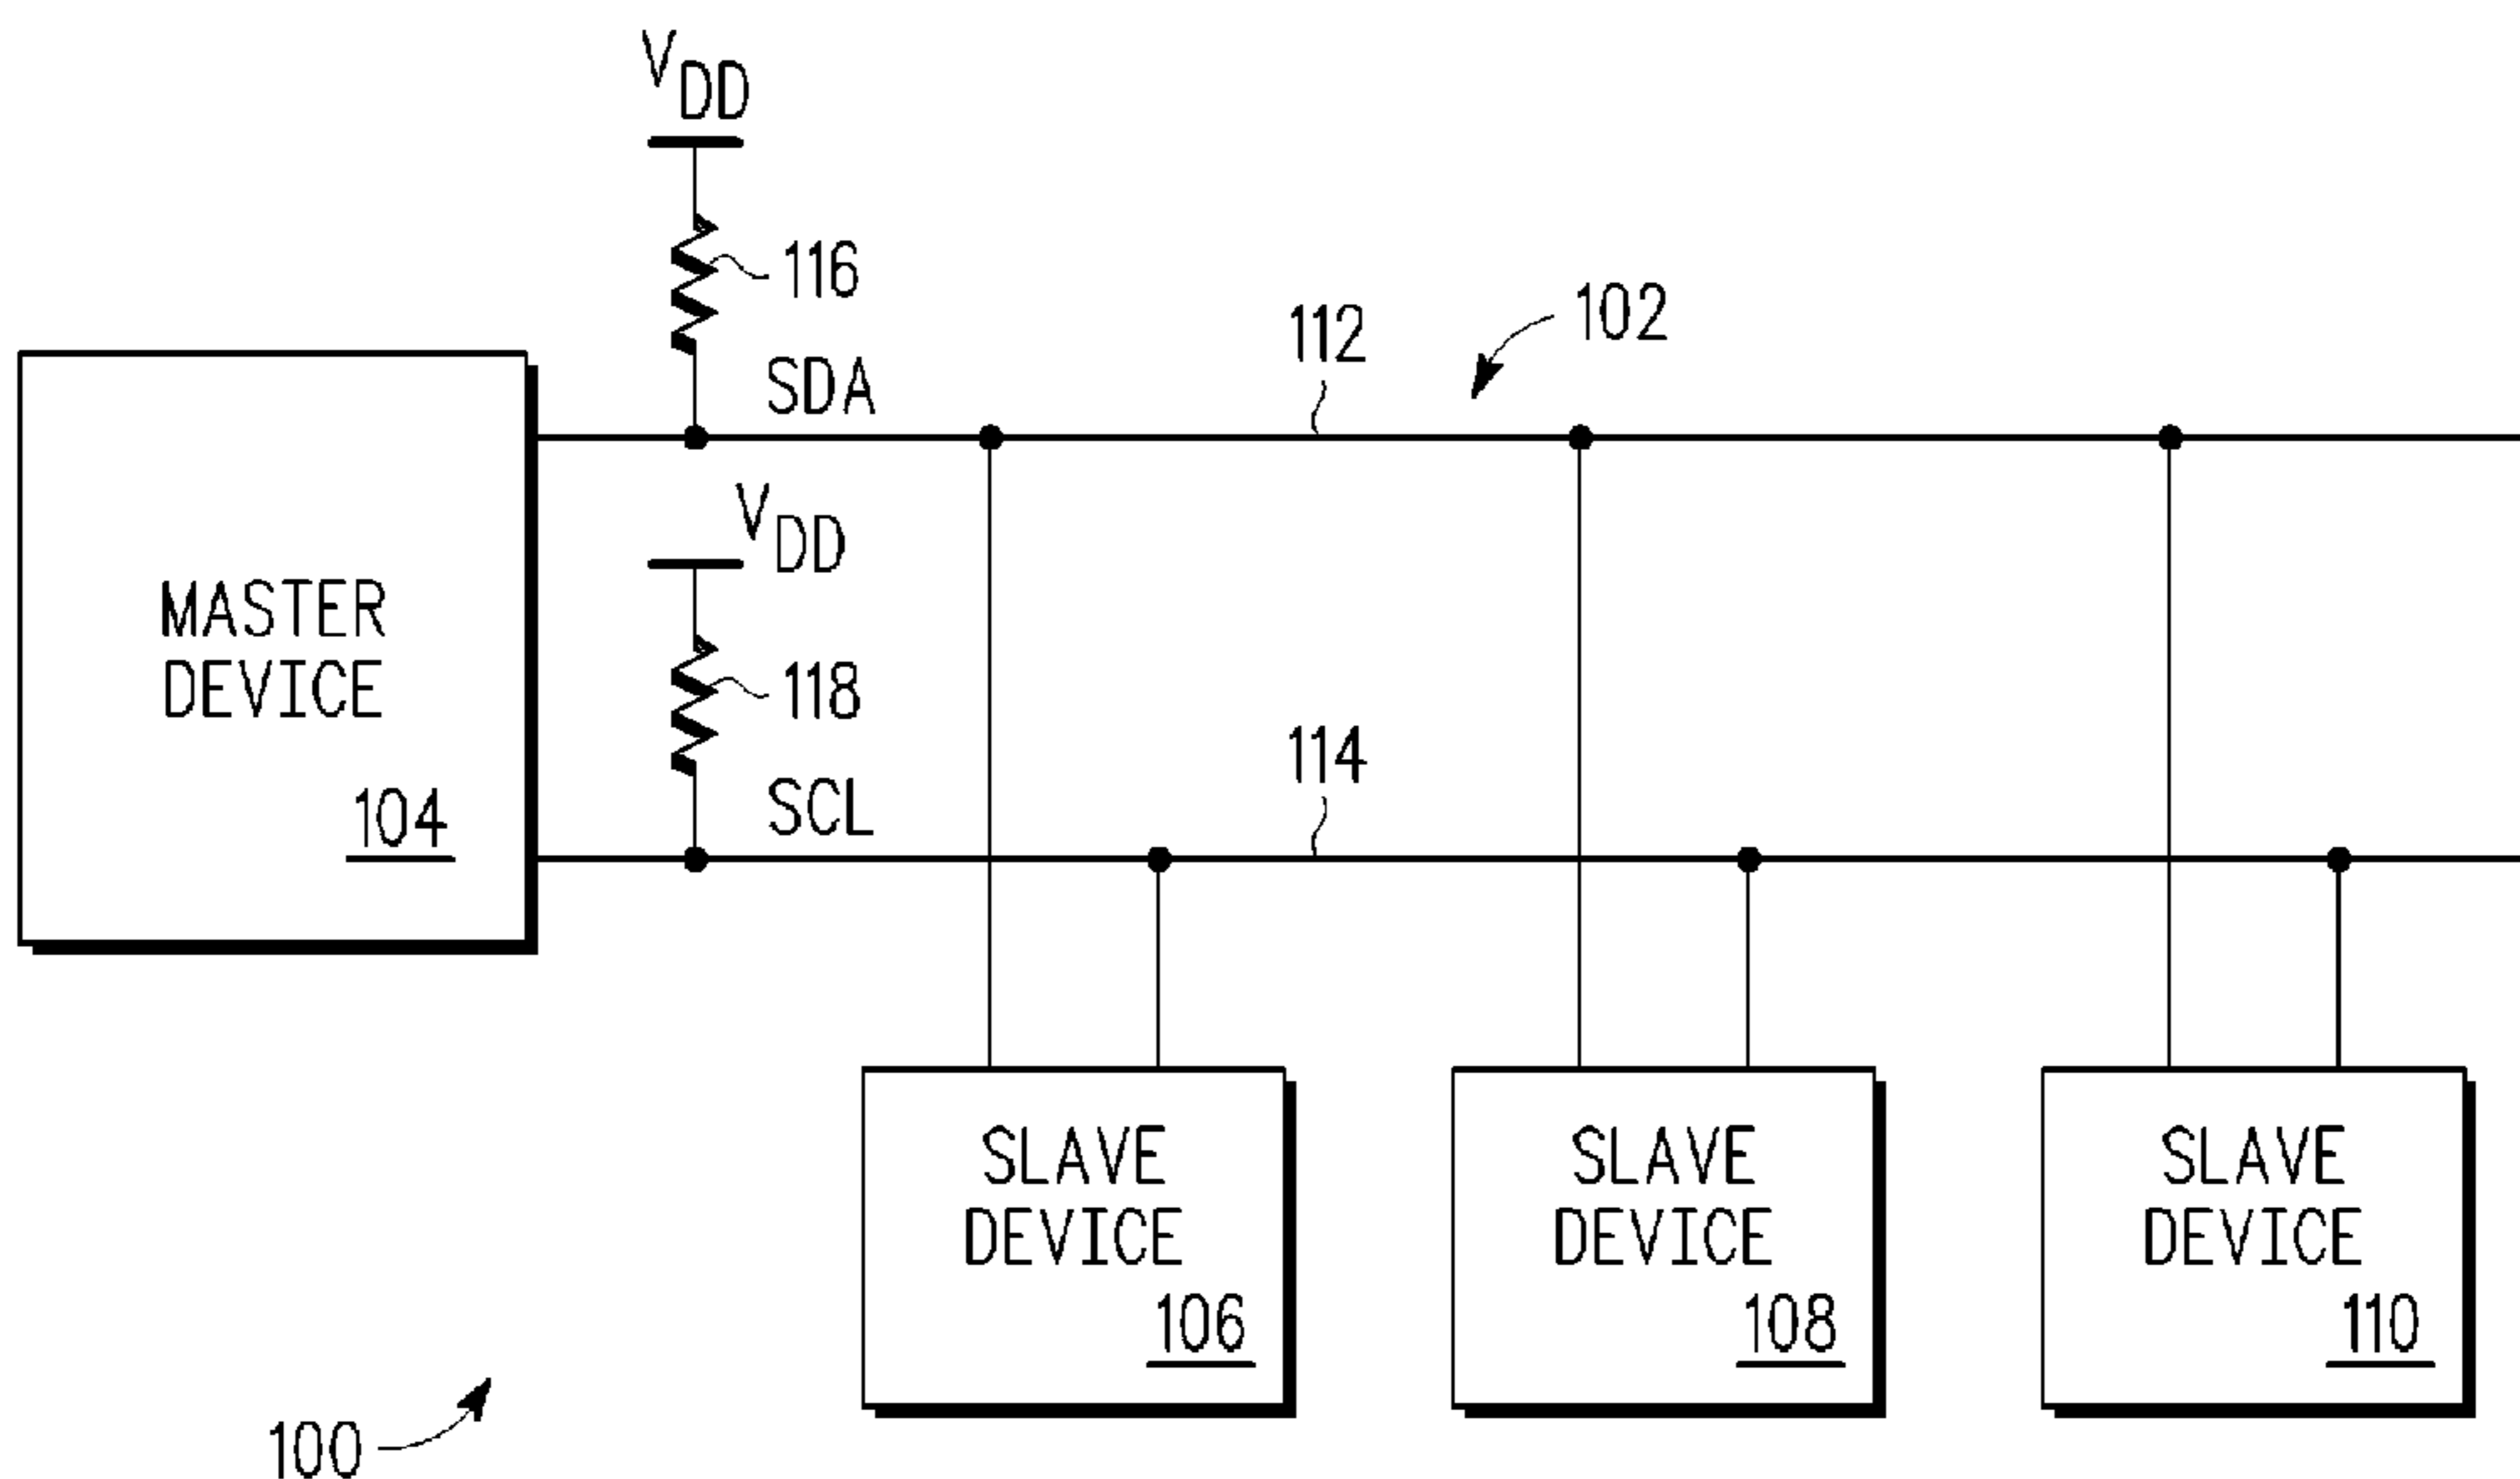 VDD
116
SDA
112
102
VDD
118
SCL
114
MASTER
DEVICE
104
SLAVE
DEVICE
106
SLAVE
DEVICE
108
SLAVE
DEVICE
110
100